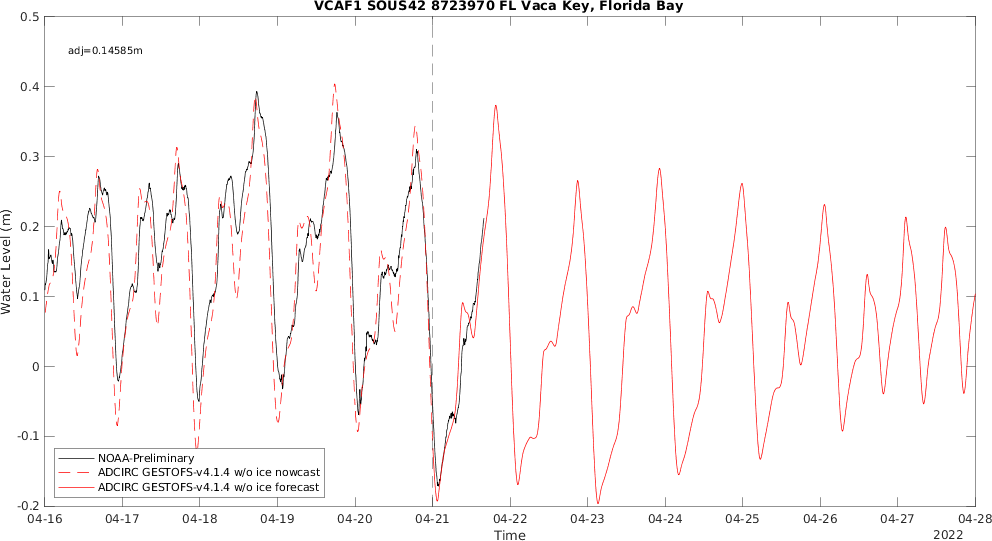 VCAF1 SOUS42 8723970 FL Vaca Key, Florida Bay
0.5
adj=0.14585m
0.4
0.3
0.2
0.1
0
-0.1
-0.2
Water Level (m)
NOAA-Preliminary
ADCIRC GESTOFS-v4.1.4 w/o ice nowcast
ADCIRC GESTOFS-v4.1.4 w/o ice forecast
04-16 04-17 04-18 04-19 04-20 04-21 04-22 04-23 04-24 04-25 04-26 04-27 04-28
Time
2022